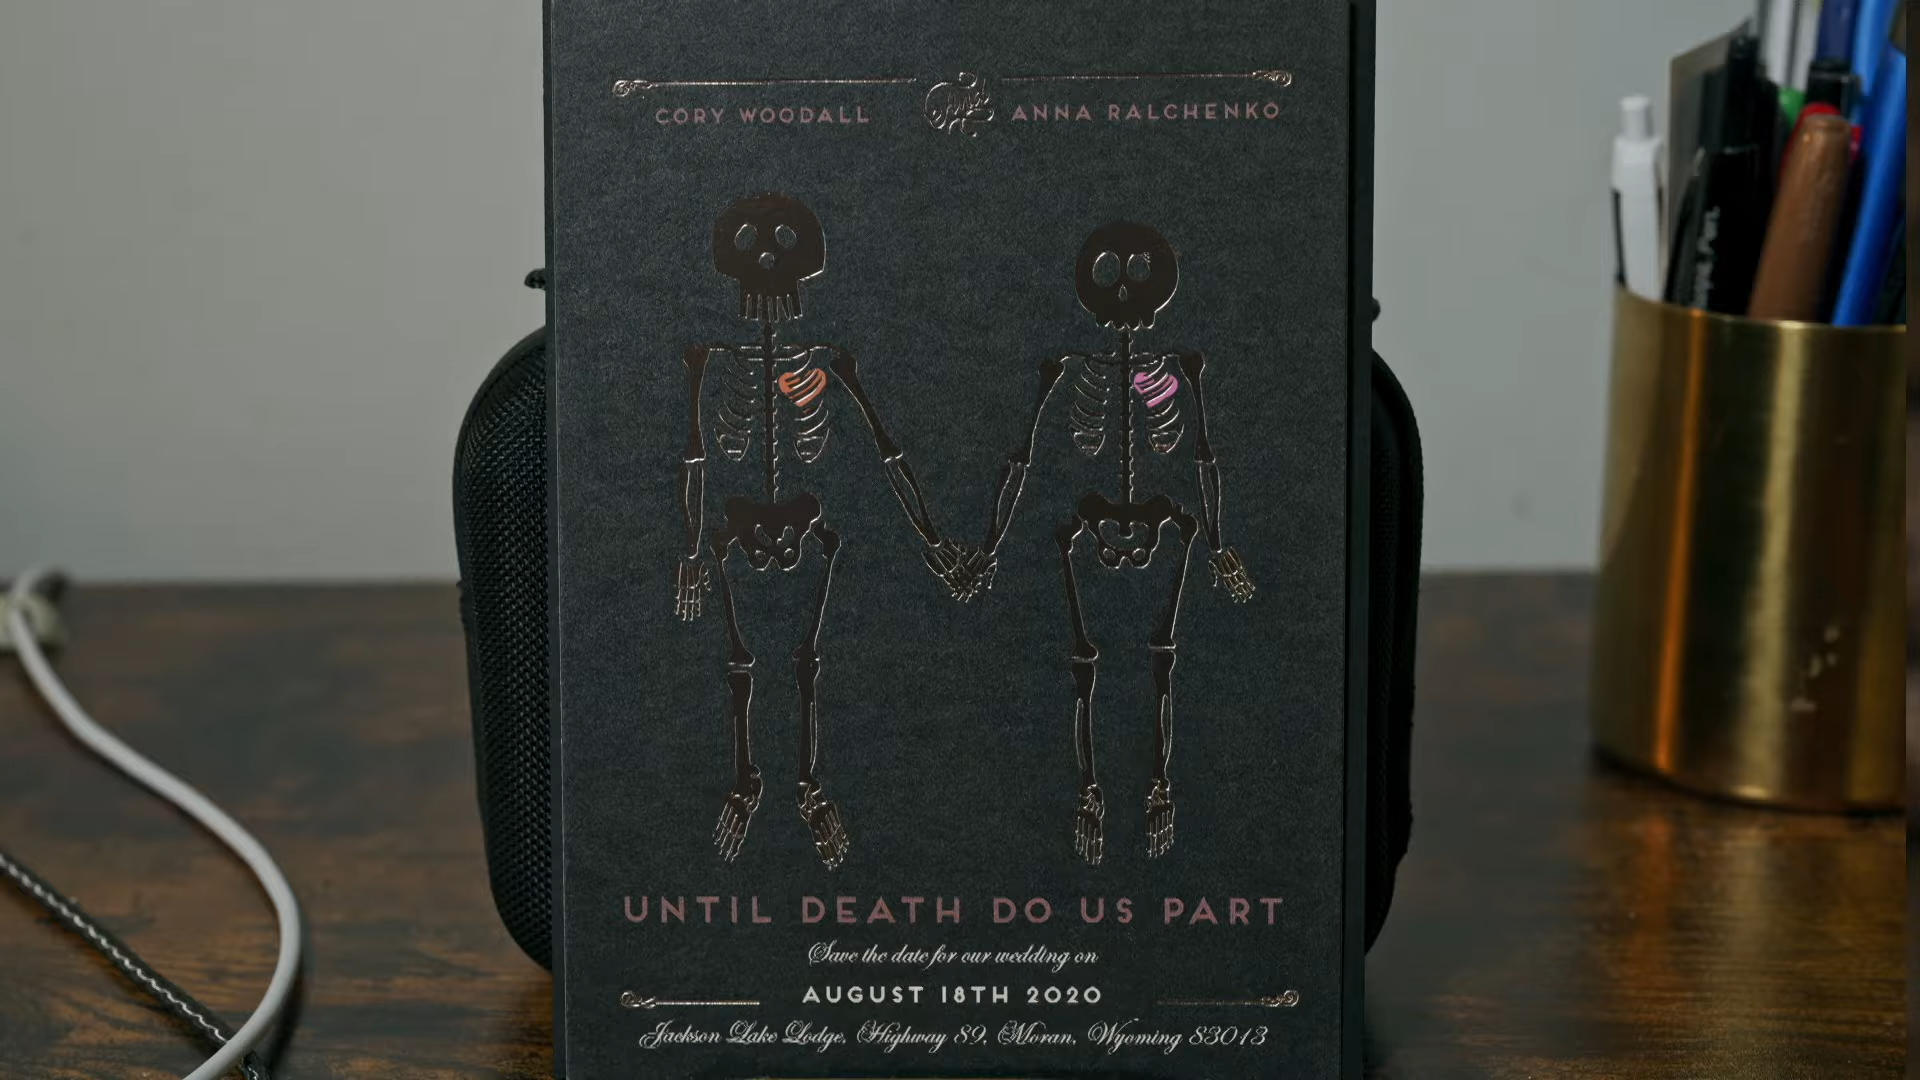 CORY WOODALL And ANNA RALCHENKO
UNTIL DEATH DO US PART
Save the date for our wedding on
AUGUST 18TH 2020
Jackson Lake Lodge, Highway 89, Moran, Wyoming 83013